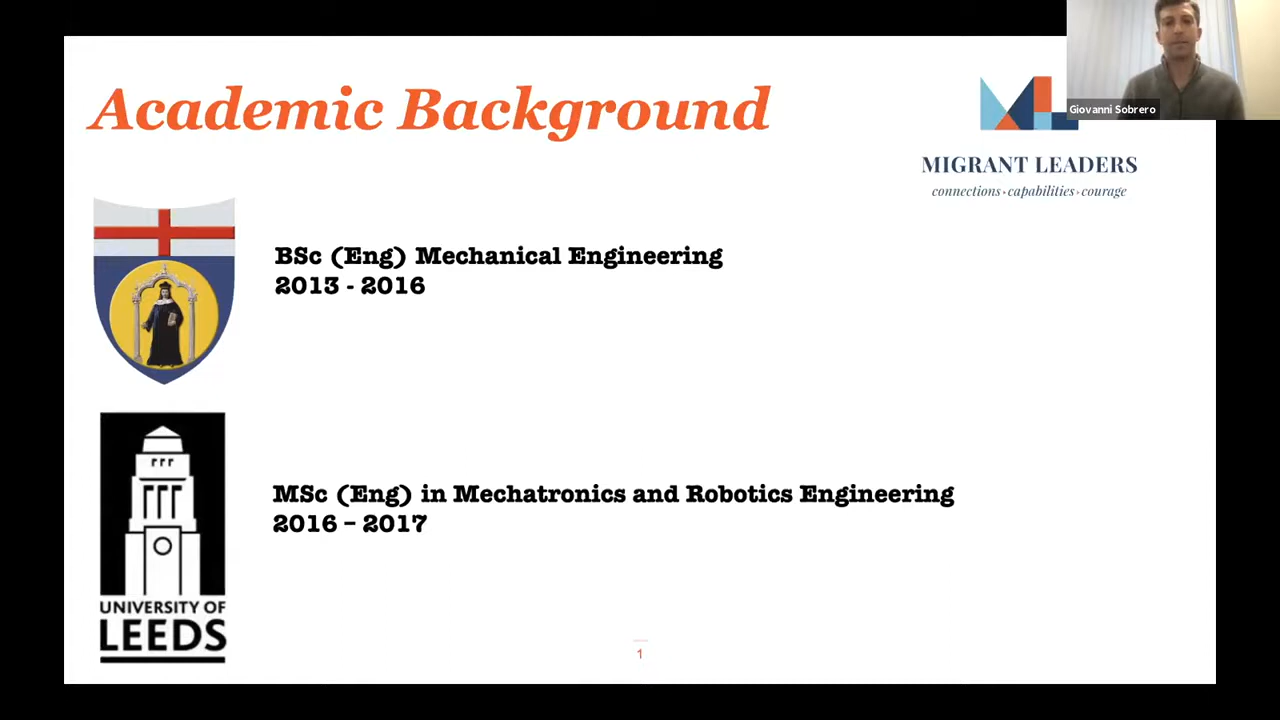 Academic Background
Giovanni Sobrero
MIGRANT LEADERS
connections · capabilities · courage
BSc (Eng) Mechanical Engineering
2013 - 2016
MSc (Eng) in Mechatronics and Robotics Engineering
2016 – 2017
UNIVERSITY OF
LEEDS
1